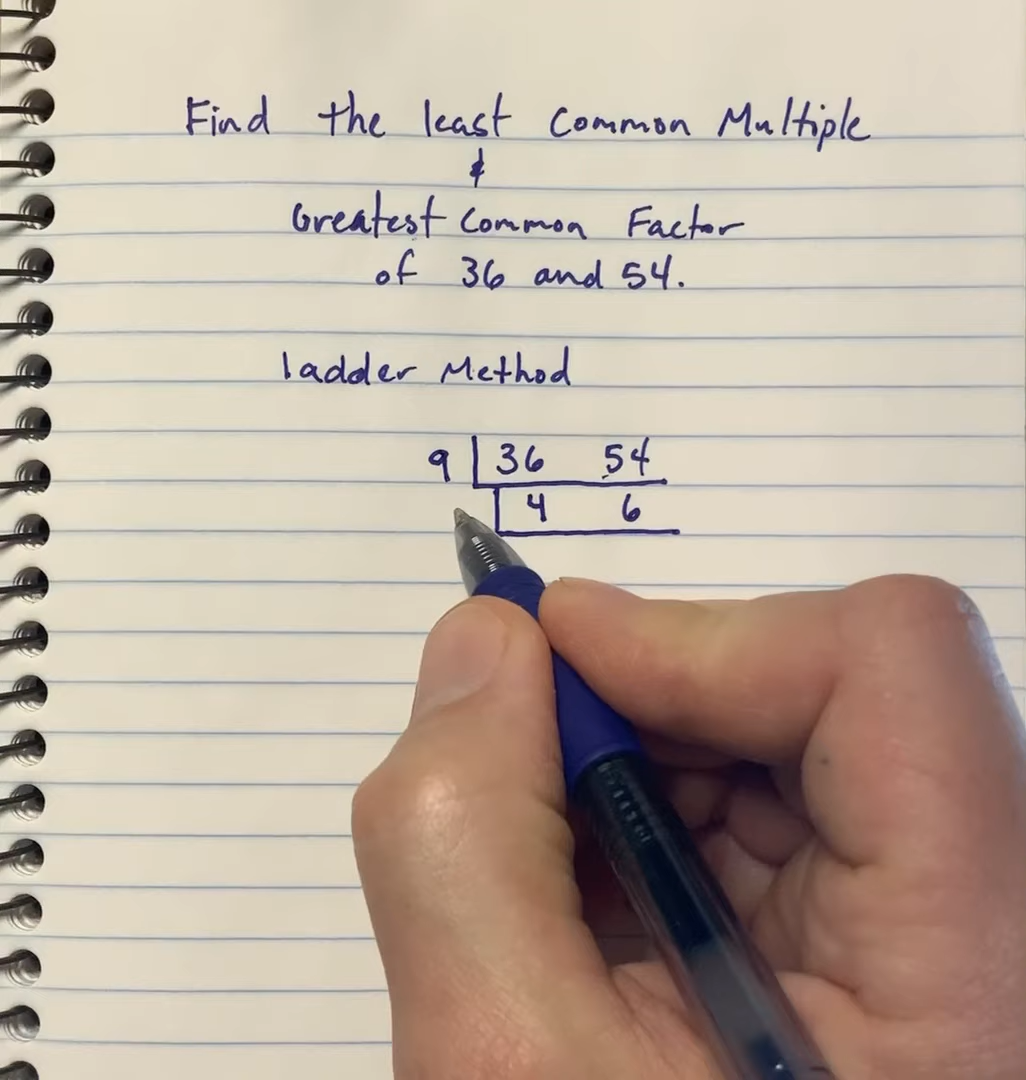 Find the least Common Multiple
&
Greatest Common Factor
of 36 and 54.
ladder Method
9 36 54
4 6